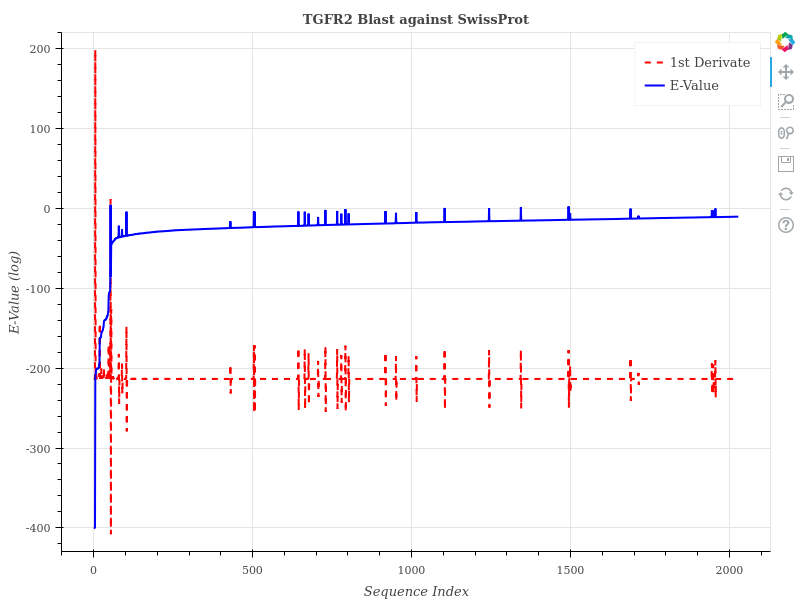 TGFR2 Blast against SwissProt
1st Derivate
E-Value
200
100
0
-100
-200
-300
-400
E-Value (log)
0
500
1000
1500
2000
Sequence Index